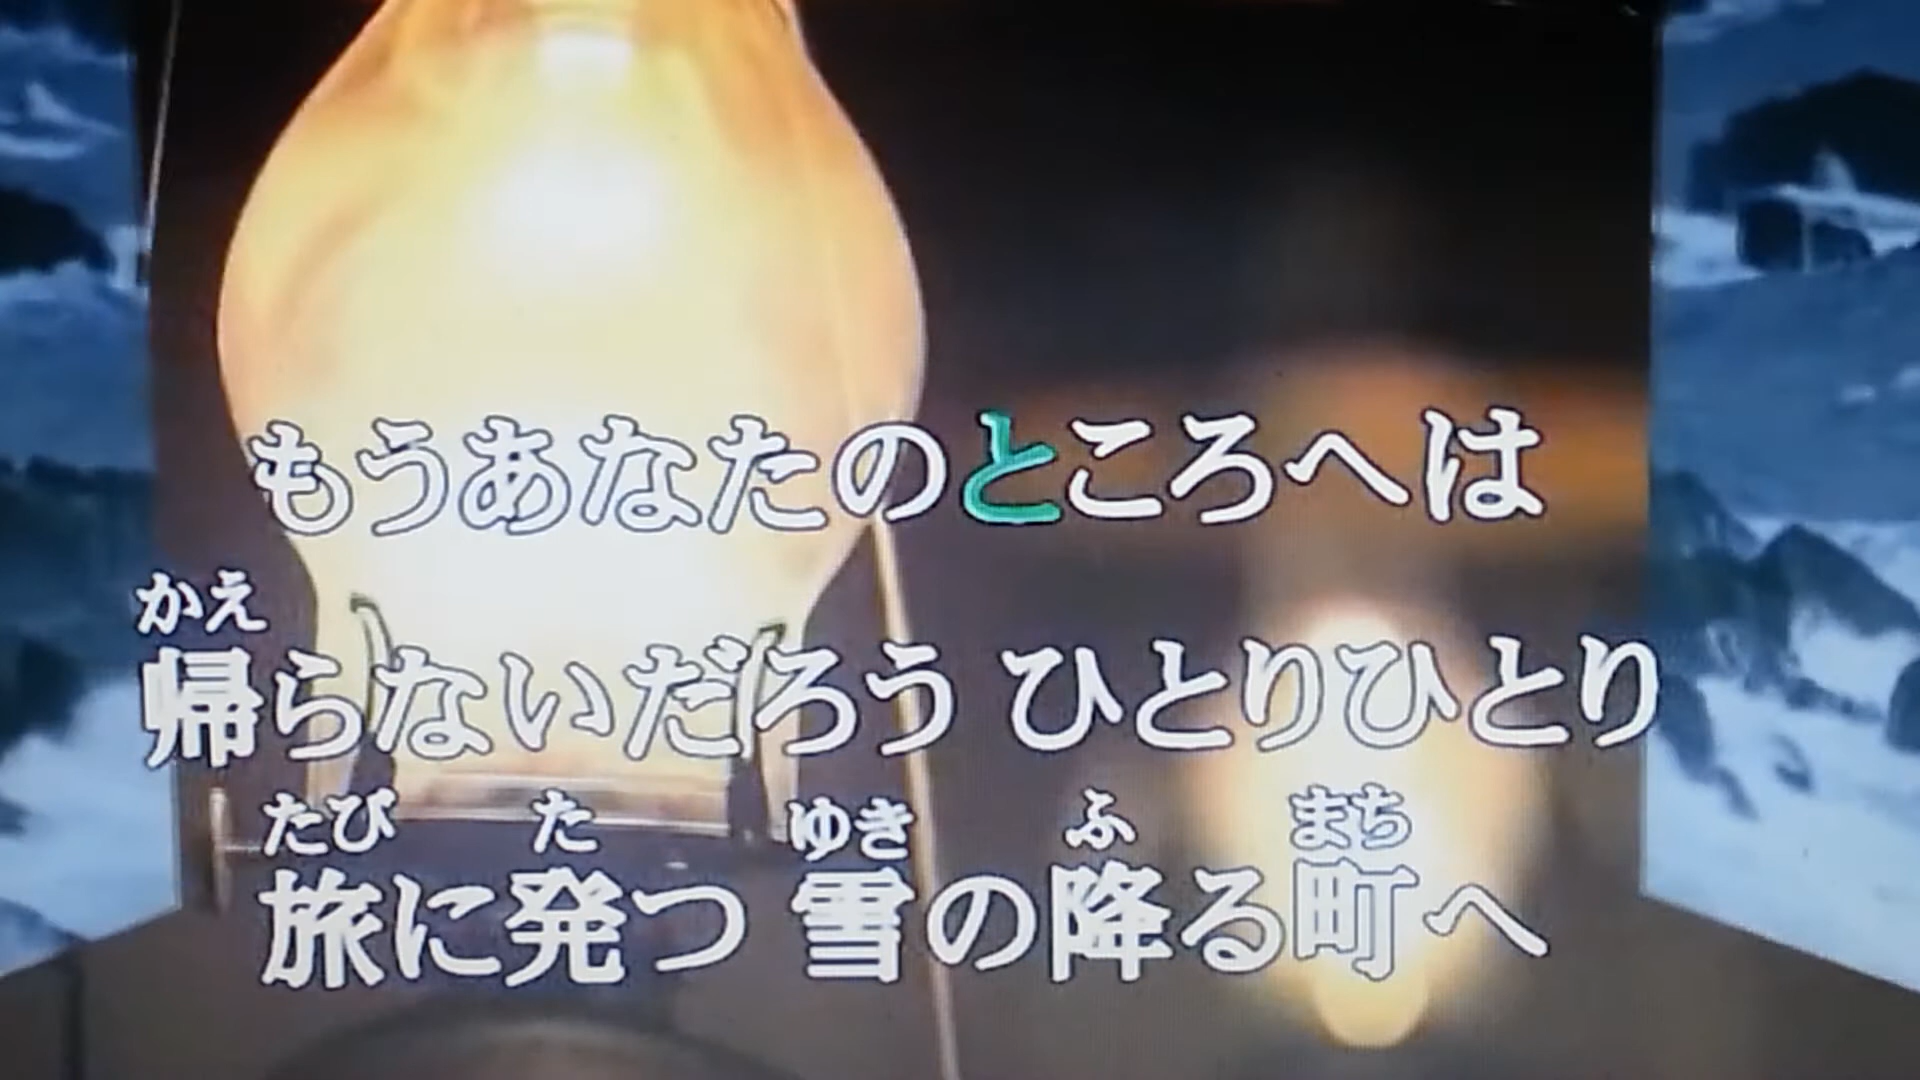 もうあなたのところへは
かえ
帰らないだろう ひとりひとり
たび た ゆき ふ まち
旅に発つ 雪の降る町へ